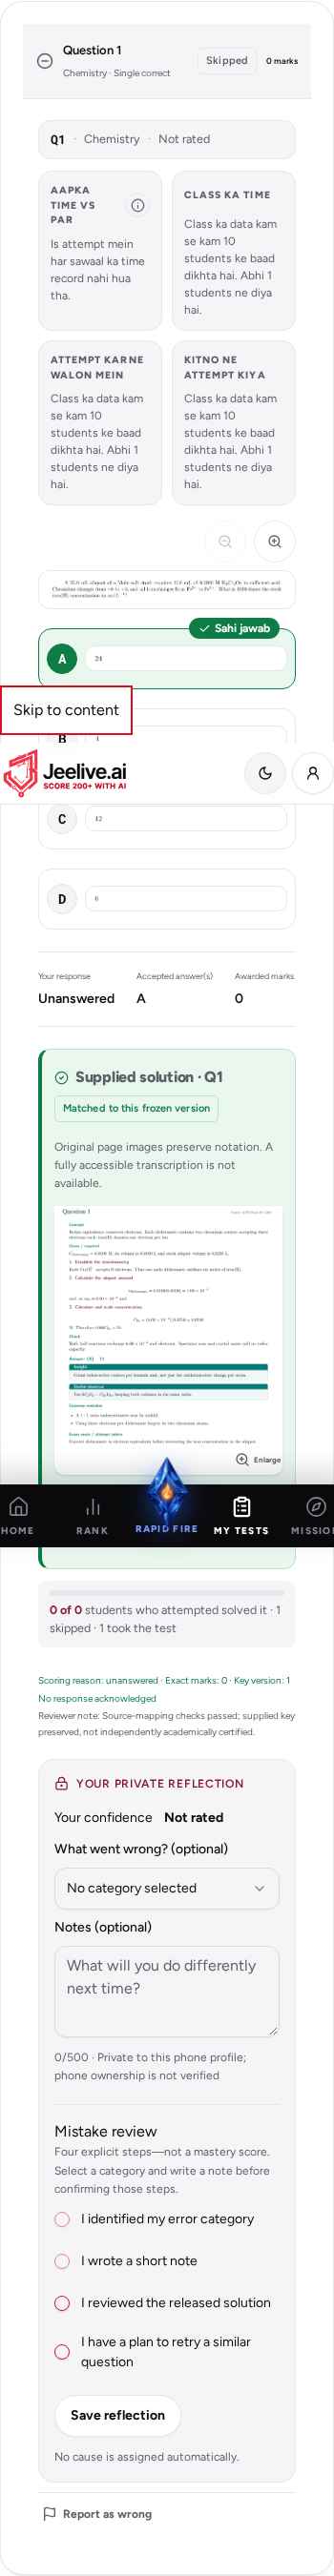 Question 1
Chemistry · Single correct
Skipped
0 marks
Q1 · Chemistry · Not rated
AAPKA
TIME VS
PAR
Is attempt mein
har sawaal ka time
record nahi hua
tha.
CLASS KA TIME
Class ka data kam
se kam 10
students ke baad
dikhta hai. Abhi 1
students ne diya
hai.
ATTEMPT KARNE
WALON MEIN
Class ka data kam
se kam 10
students ke baad
dikhta hai. Abhi 1
students ne diya
hai.
KITNO NE
ATTEMPT KIYA
Class ka data kam
se kam 10
students ke baad
dikhta hai. Abhi 1
students ne diya
hai.
Sahi jawab
A
24
Skip to content
B
Jeelive.ai
SCORE 200+ WITH AI
C
12
D
6
Your response
Unanswered
Accepted answer(s)
A
Awarded marks
0
Supplied solution · Q1
Matched to this frozen version
Original page images preserve notation. A
fully accessible transcription is not
available.
Question 1
Enlarge
HOME
RANK
RAPID FIRE
MY TESTS
MISSIO
0 of 0 students who attempted solved it · 1
skipped · 1 took the test
Scoring reason: unanswered · Exact marks: 0 · Key version: 1
No response acknowledged
Reviewer note: Source-mapping checks passed; supplied key
preserved, not independently academically certified.
YOUR PRIVATE REFLECTION
Your confidence Not rated
What went wrong? (optional)
No category selected
Notes (optional)
What will you do differently
next time?
0/500 · Private to this phone profile;
phone ownership is not verified
Mistake review
Four explicit steps—not a mastery score.
Select a category and write a note before
confirming those steps.
I identified my error category
I wrote a short note
I reviewed the released solution
I have a plan to retry a similar
question
Save reflection
No cause is assigned automatically.
Report as wrong